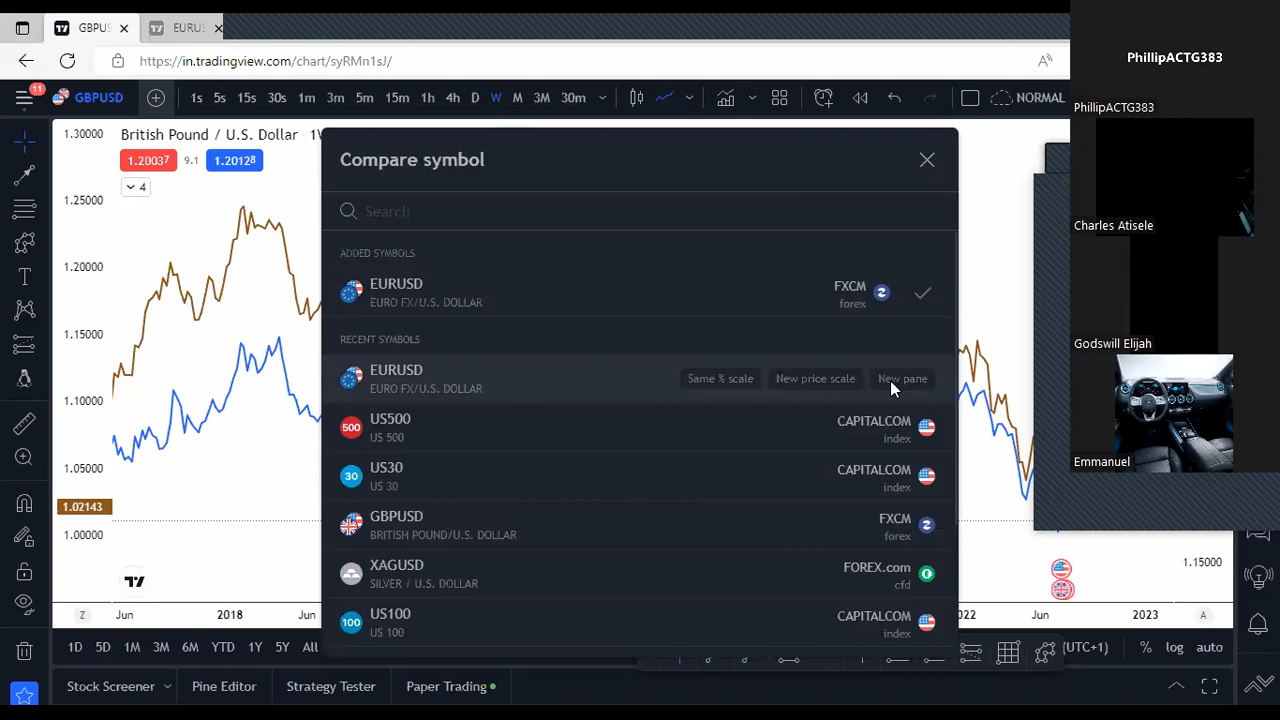 GBPUS
EURUS
https://in.tradingview.com/chart/syRMn1sJ/
PhillipACTG383
11
GBPUSD
1s 5s 15s 30s 1m 3m 5m 15m 1h 4h D W M 3M 30m
NORMAL
PhillipACTG383
1.30000
British Pound / U.S. Dollar · 1W
1.20037 9.1 1.20128
4
Compare symbol
Search
1.25000
Charles Atisele
ADDED SYMBOLS
1.20000
EURUSD
EURO FX/U.S. DOLLAR
FXCM
forex
1.15000
RECENT SYMBOLS
Godswill Elijah
EURUSD
EURO FX/U.S. DOLLAR
Same % scale New price scale New pane
1.10000
500
US500
US 500
CAPITALCOM
index
1.05000
Emmanuel
30
US30
US 30
CAPITALCOM
index
1.02143
GBPUSD
BRITISH POUND/U.S. DOLLAR
FXCM
forex
1.00000
XAGUSD
SILVER / U.S. DOLLAR
FOREX.com
cfd
1.15000
100
US100
US 100
CAPITALCOM
index
Z Jun 2018 Jun 2022 Jun 2023 A
1D 5D 1M 3M 6M YTD 1Y 5Y All
(UTC+1) % log auto
Stock Screener Pine Editor Strategy Tester Paper Trading